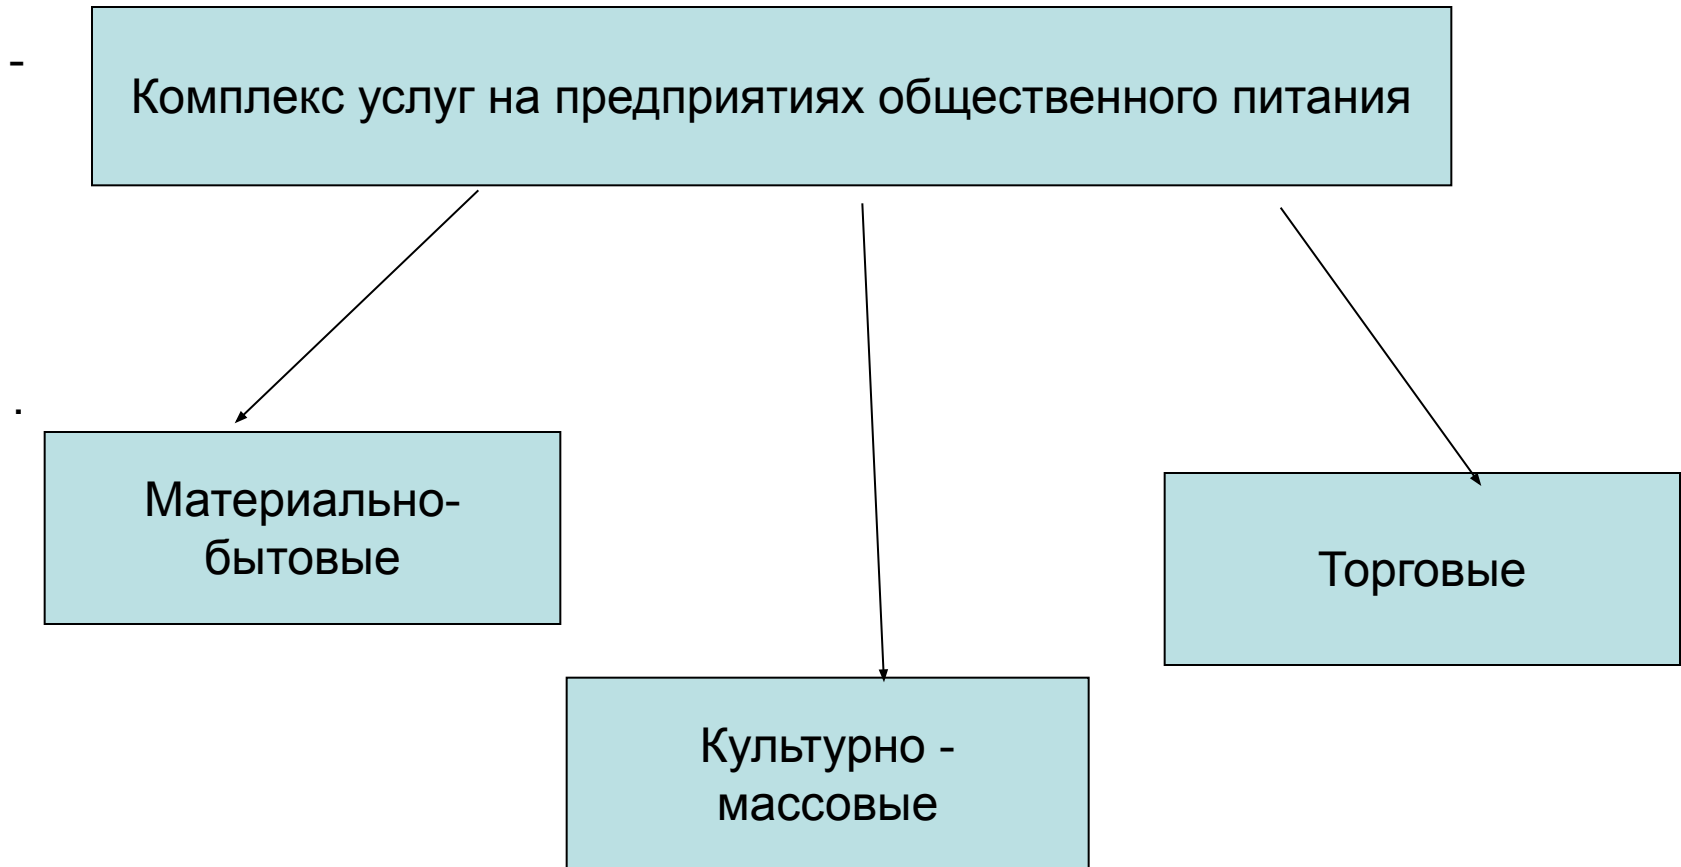 -
Комплекс услуг на предприятиях общественного питания
.
Материально-
бытовые
Торговые
Культурно -
массовые